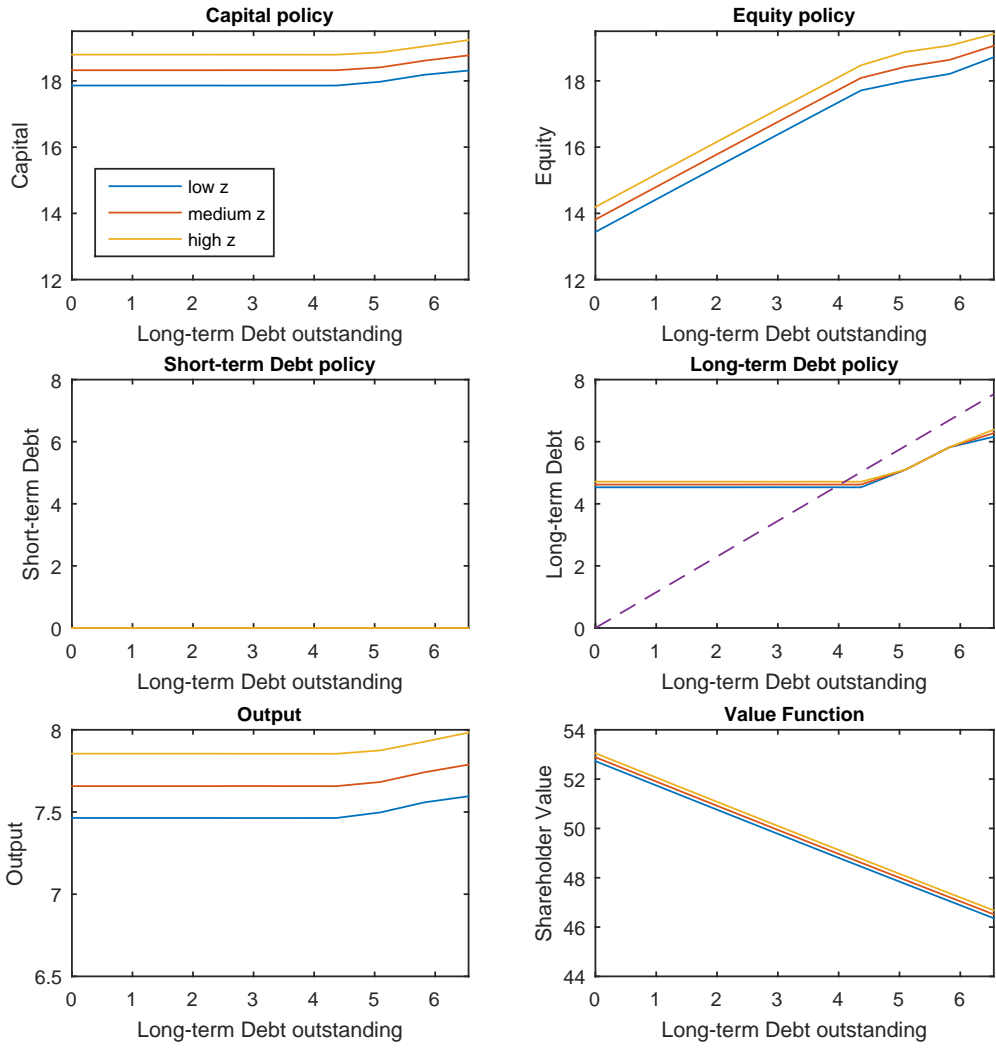 Capital policy
Capital
18
16
14
12
low z
medium z
high z
0 1 2 3 4 5 6
Long-term Debt outstanding
Equity policy
Equity
18
16
14
12
0 1 2 3 4 5 6
Long-term Debt outstanding
Short-term Debt policy
Short-term Debt
8
6
4
2
0
0 1 2 3 4 5 6
Long-term Debt outstanding
Long-term Debt policy
Long-term Debt
8
6
4
2
0
0 1 2 3 4 5 6
Long-term Debt outstanding
Output
Output
8
7.5
7
6.5
0 1 2 3 4 5 6
Long-term Debt outstanding
Value Function
Shareholder Value
54
52
50
48
46
44
0 1 2 3 4 5 6
Long-term Debt outstanding